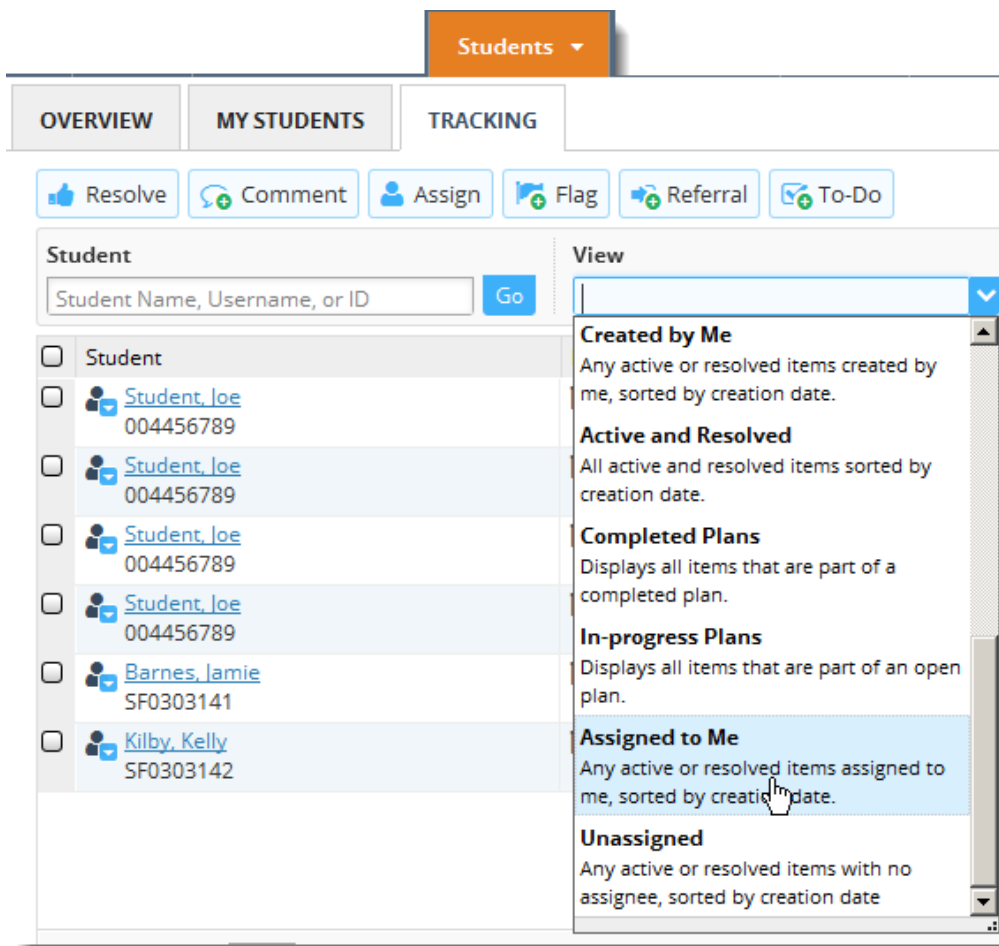 Students
OVERVIEW
MY STUDENTS
TRACKING
Resolve
Comment
Assign
Flag
Referral
To-Do
Student
View
Student Name, Username, or ID
Go
Student
Student, Joe
004456789
Student, Joe
004456789
Student, Joe
004456789
Student, Joe
004456789
Barnes, Jamie
SF0303141
Kilby, Kelly
SF0303142
Created by Me
Any active or resolved items created by
me, sorted by creation date.
Active and Resolved
All active and resolved items sorted by
creation date.
Completed Plans
Displays all items that are part of a
completed plan.
In-progress Plans
Displays all items that are part of an open
plan.
Assigned to Me
Any active or resolved items assigned to
me, sorted by creation date.
Unassigned
Any active or resolved items with no
assignee, sorted by creation date